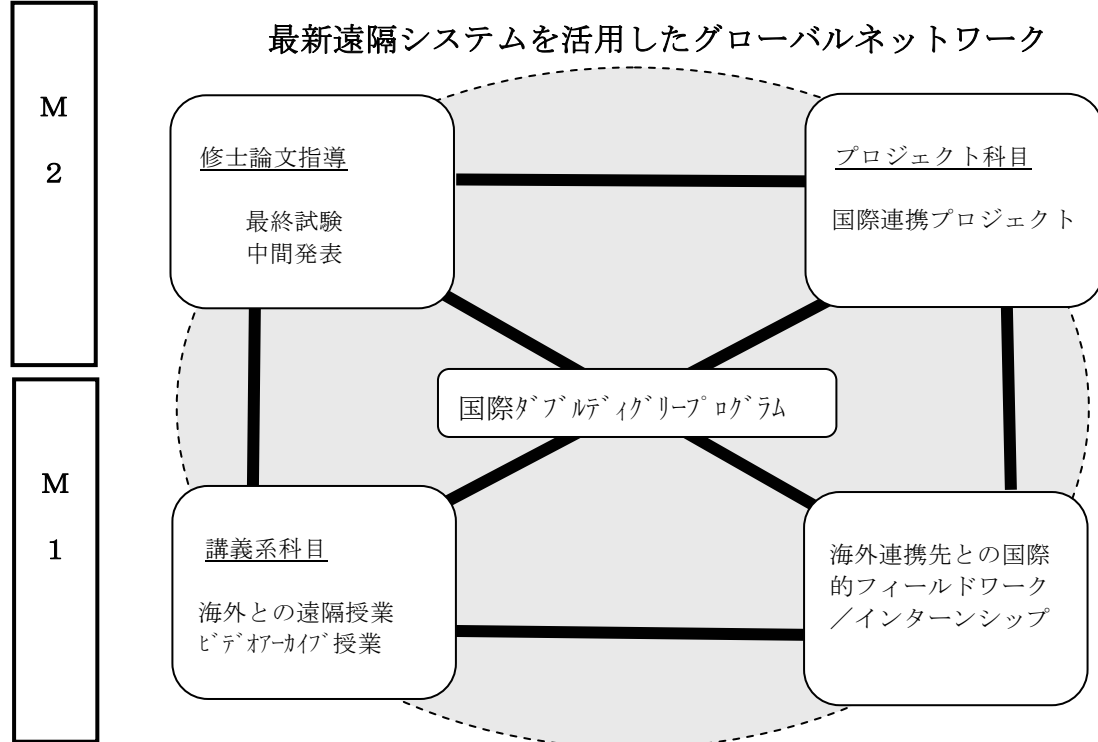 最新遠隔システムを活用したグローバルネットワーク
M
2
修士論文指導
最終試験
中間発表
プロジェクト科目
国際連携プロジェクト
国際ﾀﾞﾌﾞﾙﾃﾞｨｸﾞﾘｰﾌﾟﾛｸﾞﾗﾑ
M
1
講義系科目
海外との遠隔授業
ﾋﾞﾃﾞｵｱｰｶｲﾌﾞ授業
海外連携先との国際
的フィールドワーク
／インターンシップ